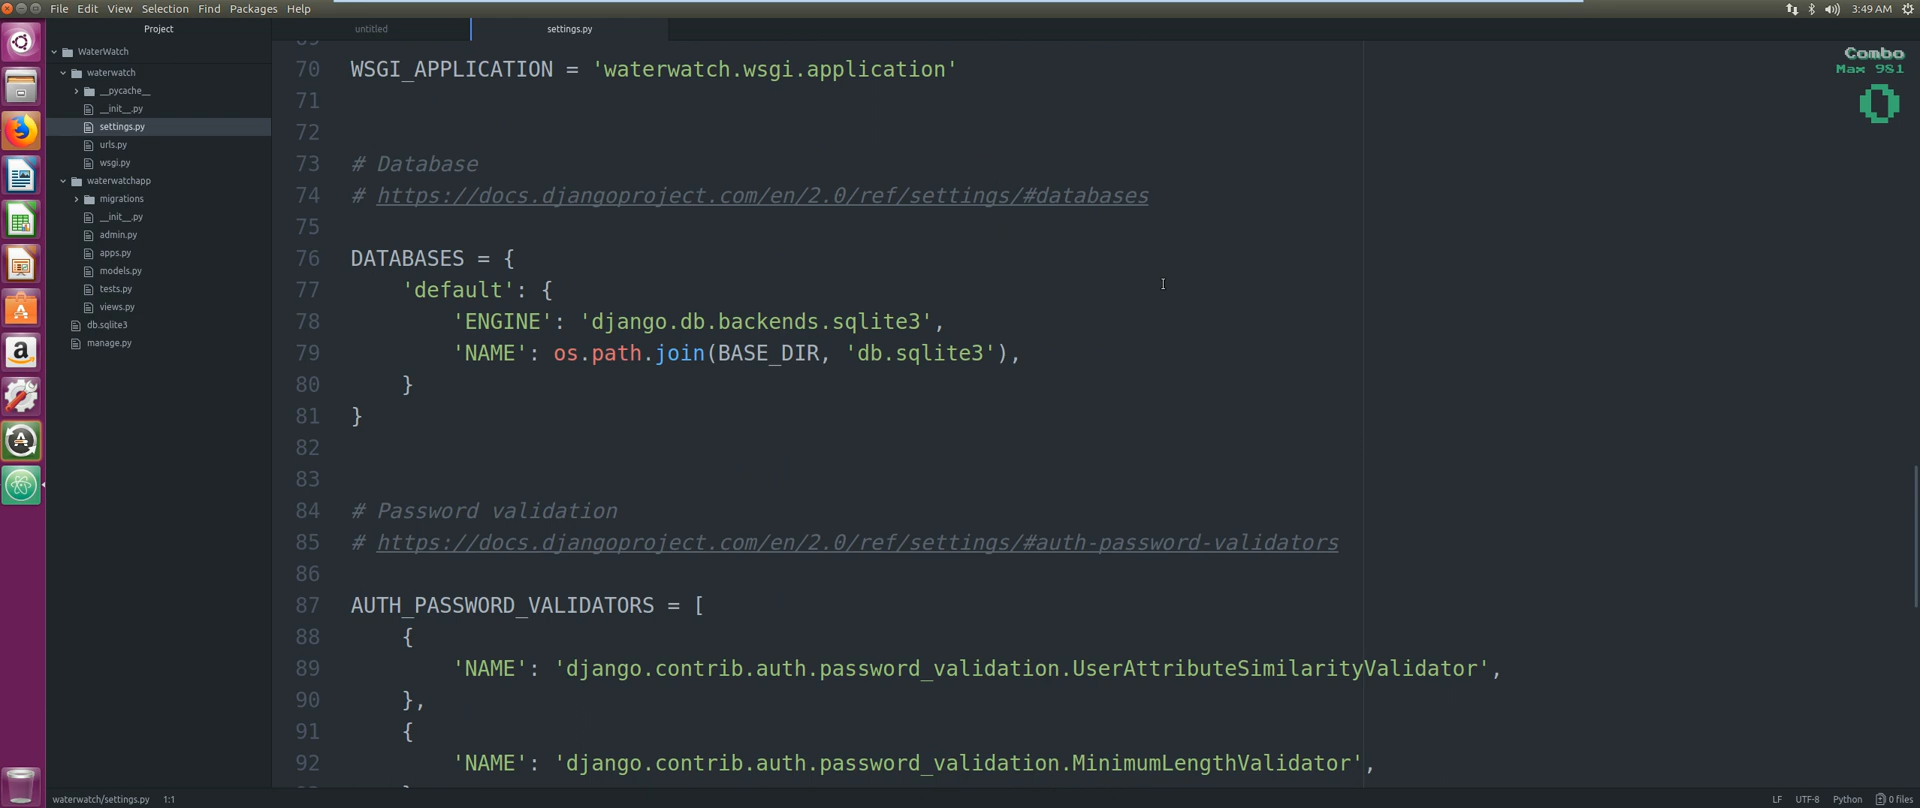 File Edit View Selection Find Packages Help
3:49 AM
Project
untitled
settings.py
WaterWatch
waterwatch
__pycache__
__init__.py
settings.py
urls.py
wsgi.py
waterwatchapp
migrations
__init__.py
admin.py
apps.py
models.py
tests.py
views.py
db.sqlite3
manage.py
70 WSGI_APPLICATION = 'waterwatch.wsgi.application'
71
72
73 # Database
74 # https://docs.djangoproject.com/en/2.0/ref/settings/#databases
75
76 DATABASES = {
77 'default': {
78 'ENGINE': 'django.db.backends.sqlite3',
79 'NAME': os.path.join(BASE_DIR, 'db.sqlite3'),
80 }
81 }
82
83
84 # Password validation
85 # https://docs.djangoproject.com/en/2.0/ref/settings/#auth-password-validators
86
87 AUTH_PASSWORD_VALIDATORS = [
88 {
89 'NAME': 'django.contrib.auth.password_validation.UserAttributeSimilarityValidator',
90 },
91 {
92 'NAME': 'django.contrib.auth.password_validation.MinimumLengthValidator',
Combo
Max 981
0
waterwatch/settings.py 1:1
LF UTF-8 Python 0 files